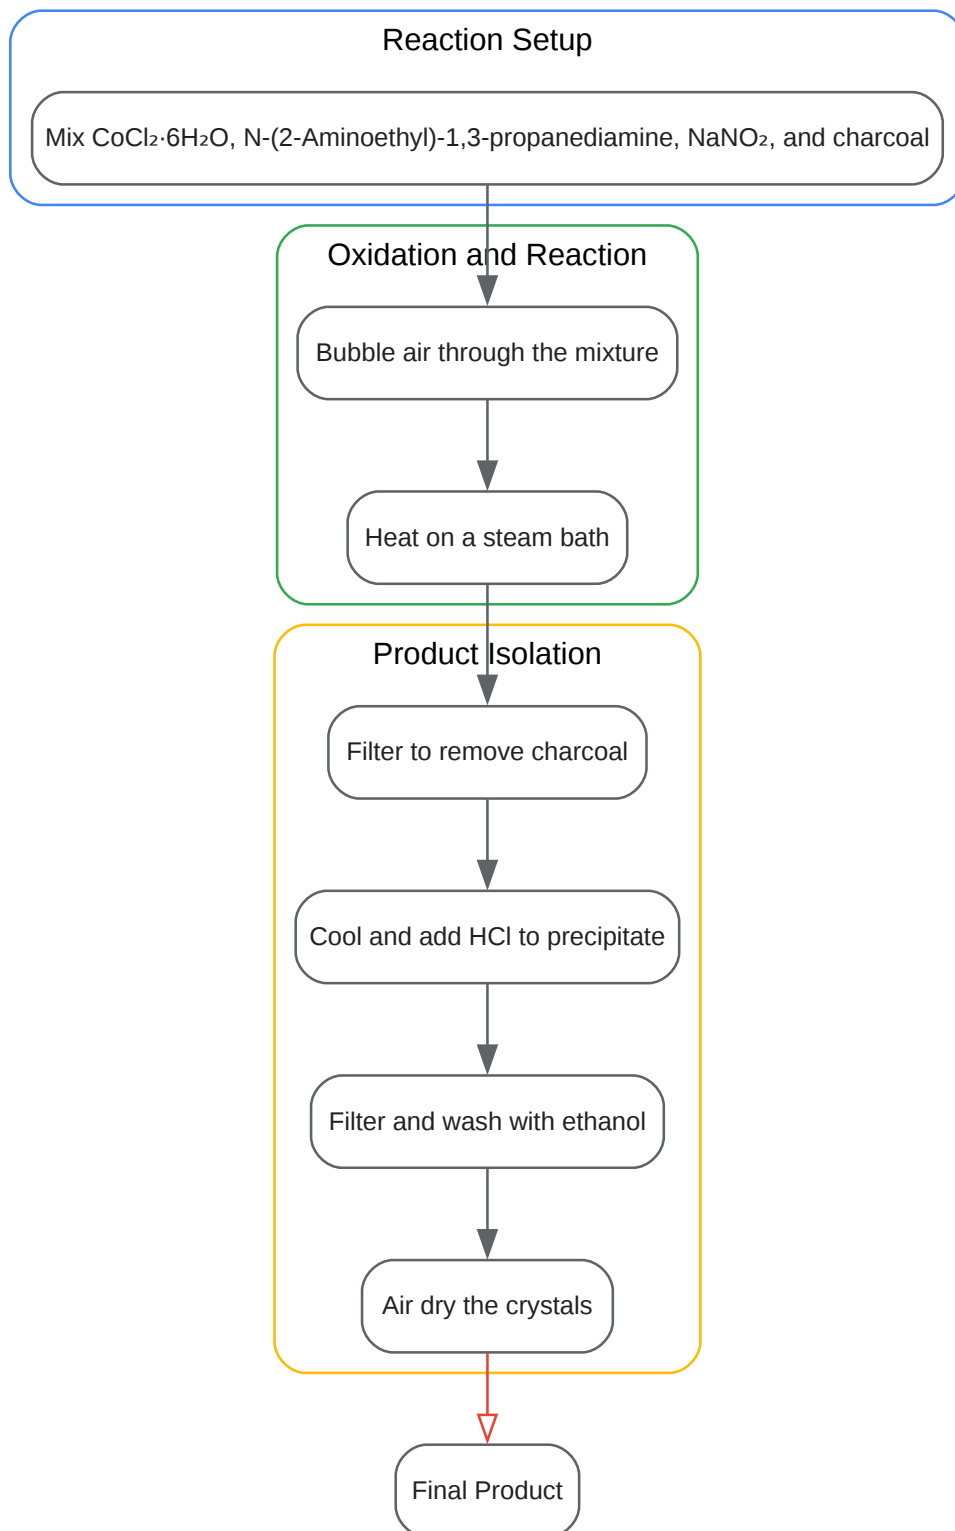 Reaction Setup
Mix CoCl₂·6H₂O, N-(2-Aminoethyl)-1,3-propanediamine, NaNO₂, and charcoal
Oxidation and Reaction
Bubble air through the mixture
Heat on a steam bath
Product Isolation
Filter to remove charcoal
Cool and add HCl to precipitate
Filter and wash with ethanol
Air dry the crystals
Final Product